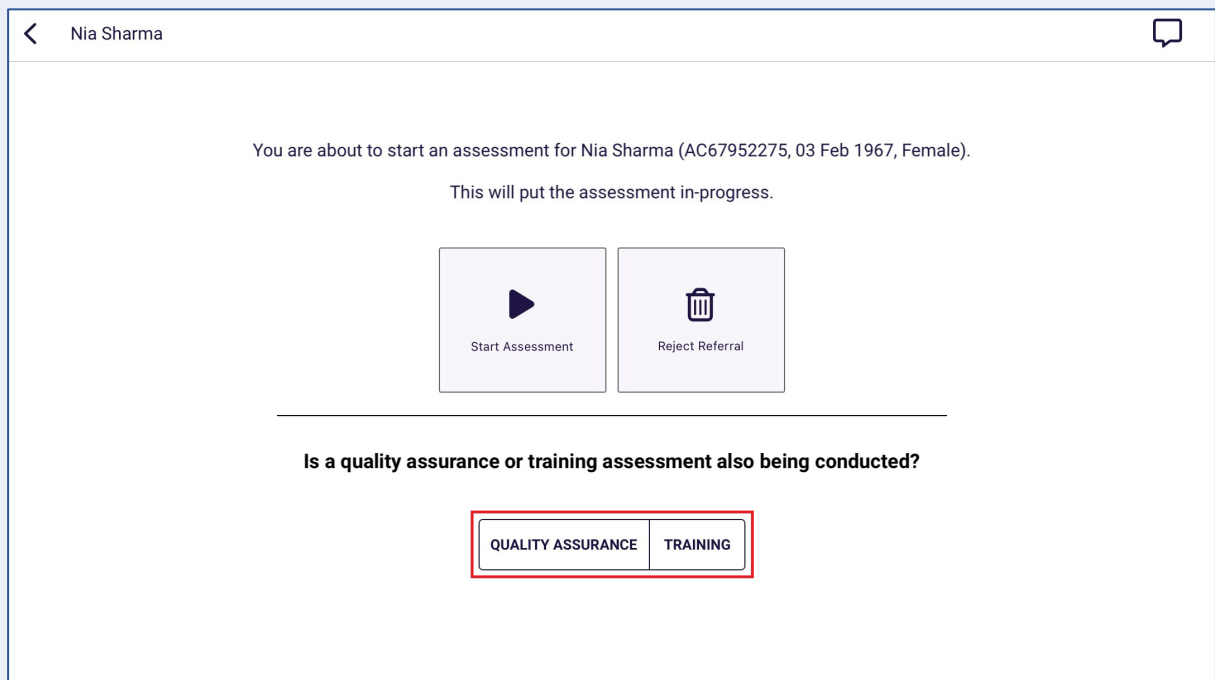 Nia Sharma
You are about to start an assessment for Nia Sharma (AC67952275, 03 Feb 1967, Female).
This will put the assessment in-progress.
Start Assessment
Reject Referral
Is a quality assurance or training assessment also being conducted?
QUALITY ASSURANCE
TRAINING